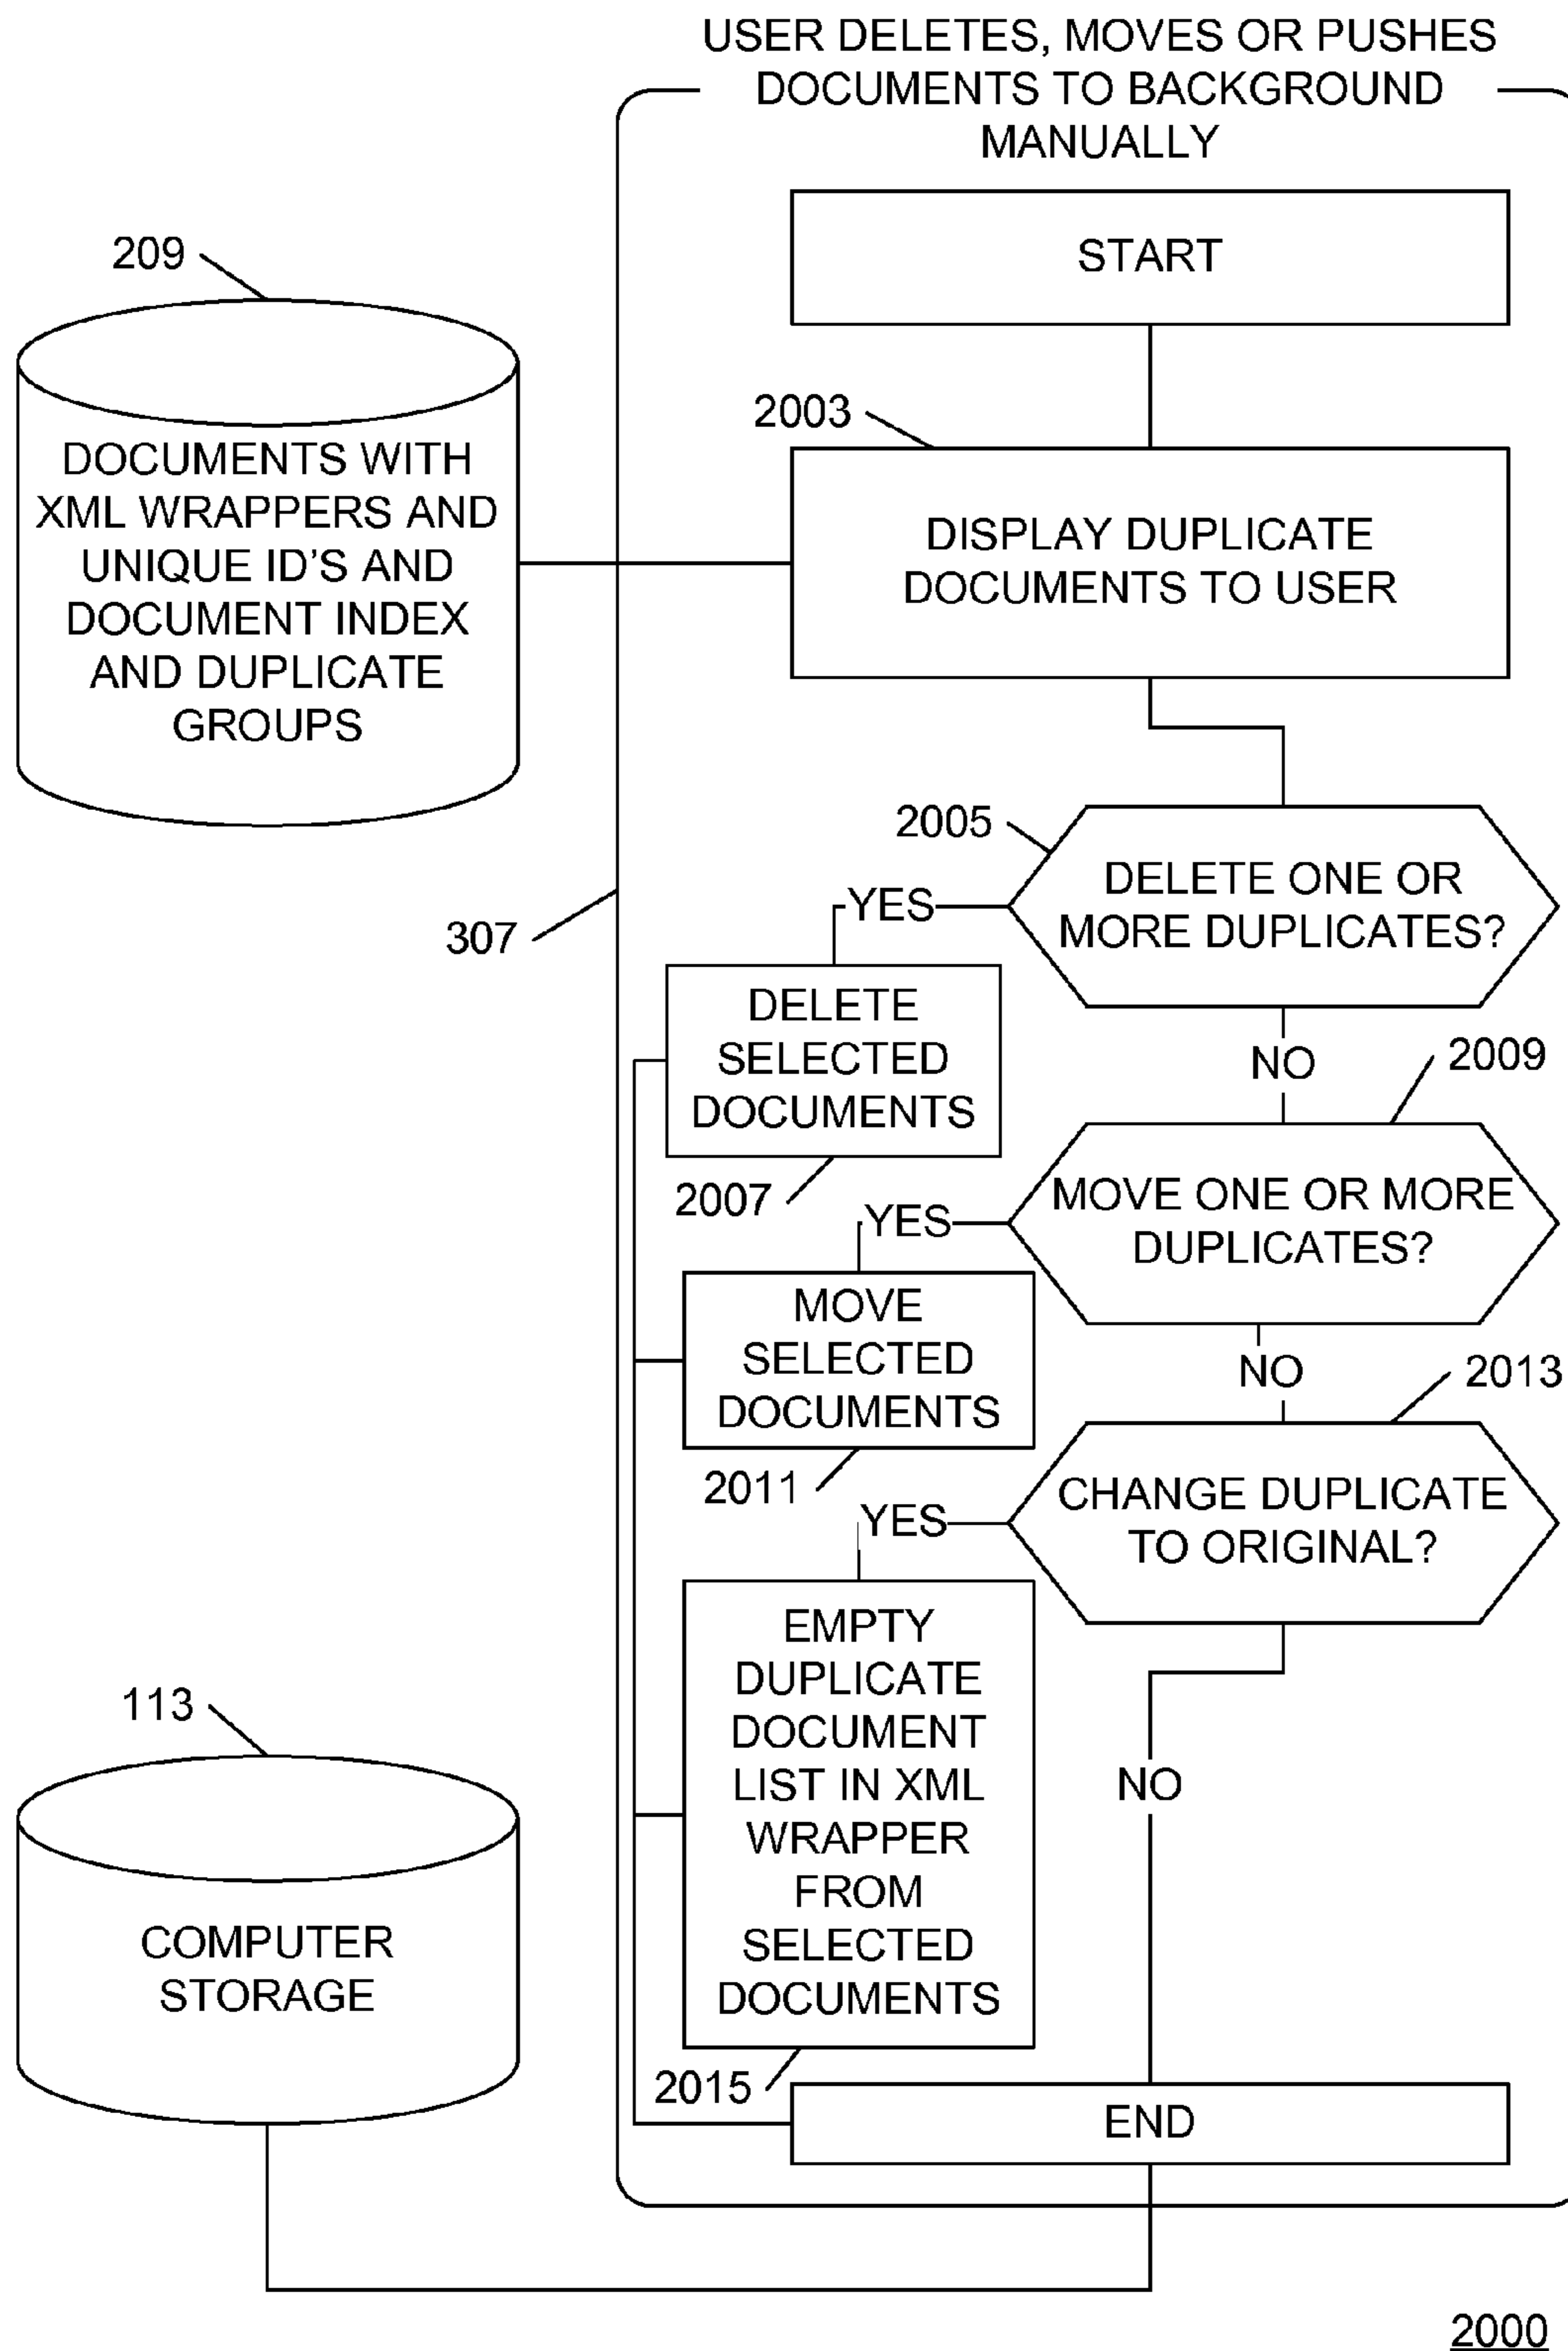 USER DELETES, MOVES OR PUSHES
DOCUMENTS TO BACKGROUND
MANUALLY
START
209
2003
DOCUMENTS WITH
XML WRAPPERS AND
UNIQUE ID'S AND
DOCUMENT INDEX
AND DUPLICATE
GROUPS
DISPLAY DUPLICATE
DOCUMENTS TO USER
2005
DELETE ONE OR
MORE DUPLICATES?
YES
307
DELETE
SELECTED
DOCUMENTS
NO
2009
2007
MOVE ONE OR MORE
DUPLICATES?
YES
MOVE
SELECTED
DOCUMENTS
NO
2013
2011
CHANGE DUPLICATE
TO ORIGINAL?
YES
EMPTY
DUPLICATE
DOCUMENT
LIST IN XML
WRAPPER
FROM
SELECTED
DOCUMENTS
NO
113
COMPUTER
STORAGE
2015
END
2000